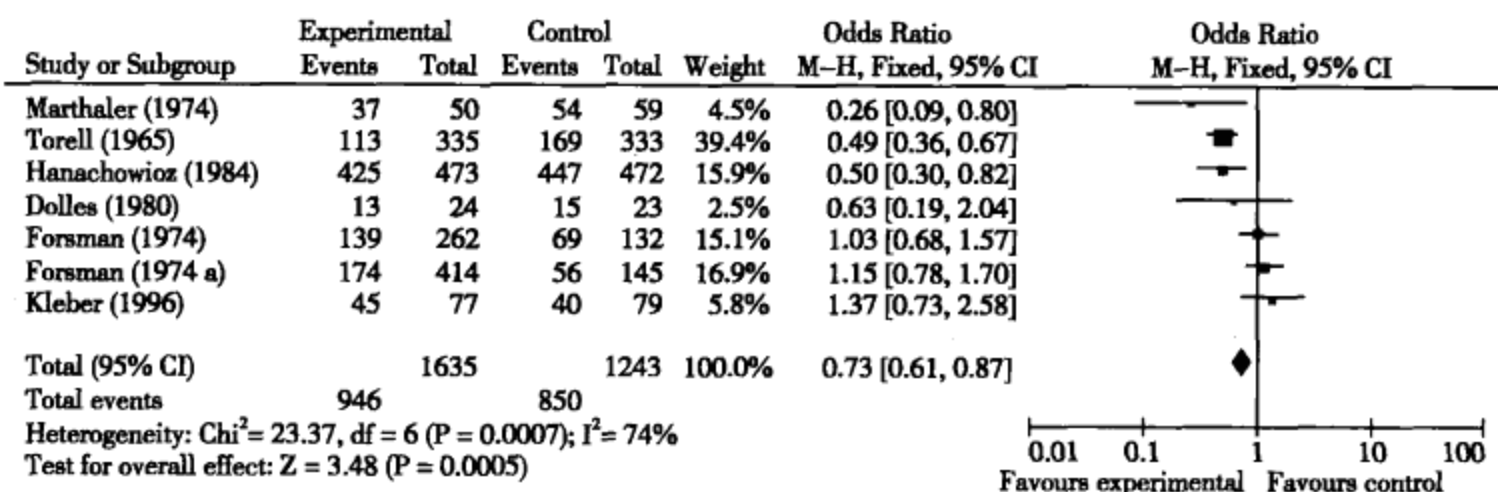 Experimental Control Odds Ratio Odds Ratio
Study or Subgroup Events Total Events Total Weight M–H, Fixed, 95% CI M–H, Fixed, 95% CI
Marthaler (1974) 37 50 54 59 4.5% 0.26 [0.09, 0.80]
Torell (1965) 113 335 169 333 39.4% 0.49 [0.36, 0.67]
Hanachowioz (1984) 425 473 447 472 15.9% 0.50 [0.30, 0.82]
Dolles (1980) 13 24 15 23 2.5% 0.63 [0.19, 2.04]
Forsman (1974) 139 262 69 132 15.1% 1.03 [0.68, 1.57]
Forsman (1974 a) 174 414 56 145 16.9% 1.15 [0.78, 1.70]
Kleber (1996) 45 77 40 79 5.8% 1.37 [0.73, 2.58]
Total (95% CI) 1635 1243 100.0% 0.73 [0.61, 0.87]
Total events 946 850
Heterogeneity: Chi²= 23.37, df = 6 (P = 0.0007); I²= 74%
Test for overall effect: Z = 3.48 (P = 0.0005)
0.01 0.1 1 10 100
Favours experimental Favours control